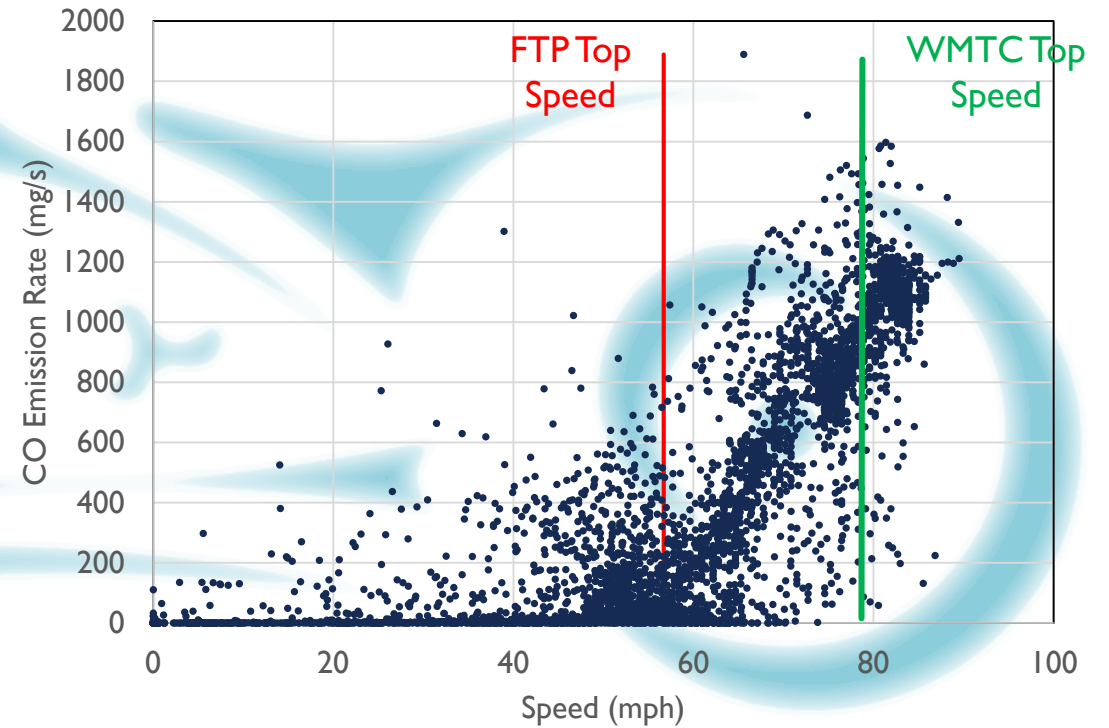 2000
1800
1600
1400
1200
1000
800
600
400
200
0
CO Emission Rate (mg/s)
FTP Top
Speed
WMTC Top
Speed
0 20 40 60 80 100
Speed (mph)